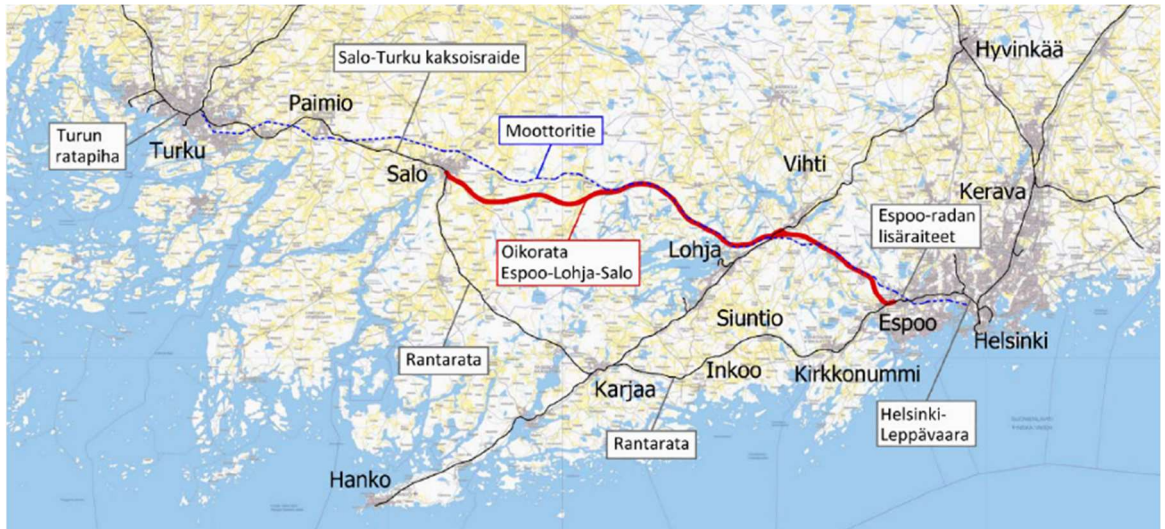 Hyvinkää
Salo-Turku kaksoisraide
Paimio
Turun
ratapiha
Turku
Moottoritie
Salo
Vihti
Kerava
Espoo-radan
lisäraiteet
Oikorata
Espoo-Lohja-Salo
Lohja
Siuntio
Espoo
Helsinki
Rantarata
Karjaa
Inkoo
Kirkkonummi
Helsinki-
Leppävaara
Rantarata
Hanko